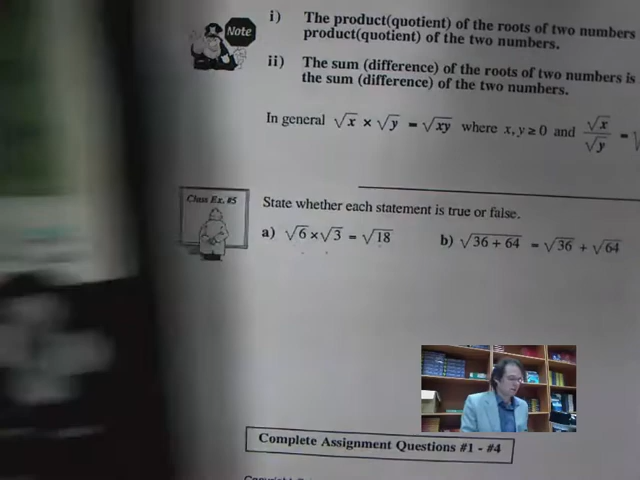 Note
i) The product(quotient) of the roots of two numbers
product(quotient) of the two numbers.
ii) The sum (difference) of the roots of two numbers is
the sum (difference) of the two numbers.
In general √x × √y = √xy where x, y ≥ 0 and √x/√y = √
Class Ex. #5
State whether each statement is true or false.
a) √6 × √3 = √18
b) √36 + 64 = √36 + √64
Complete Assignment Questions #1 - #4